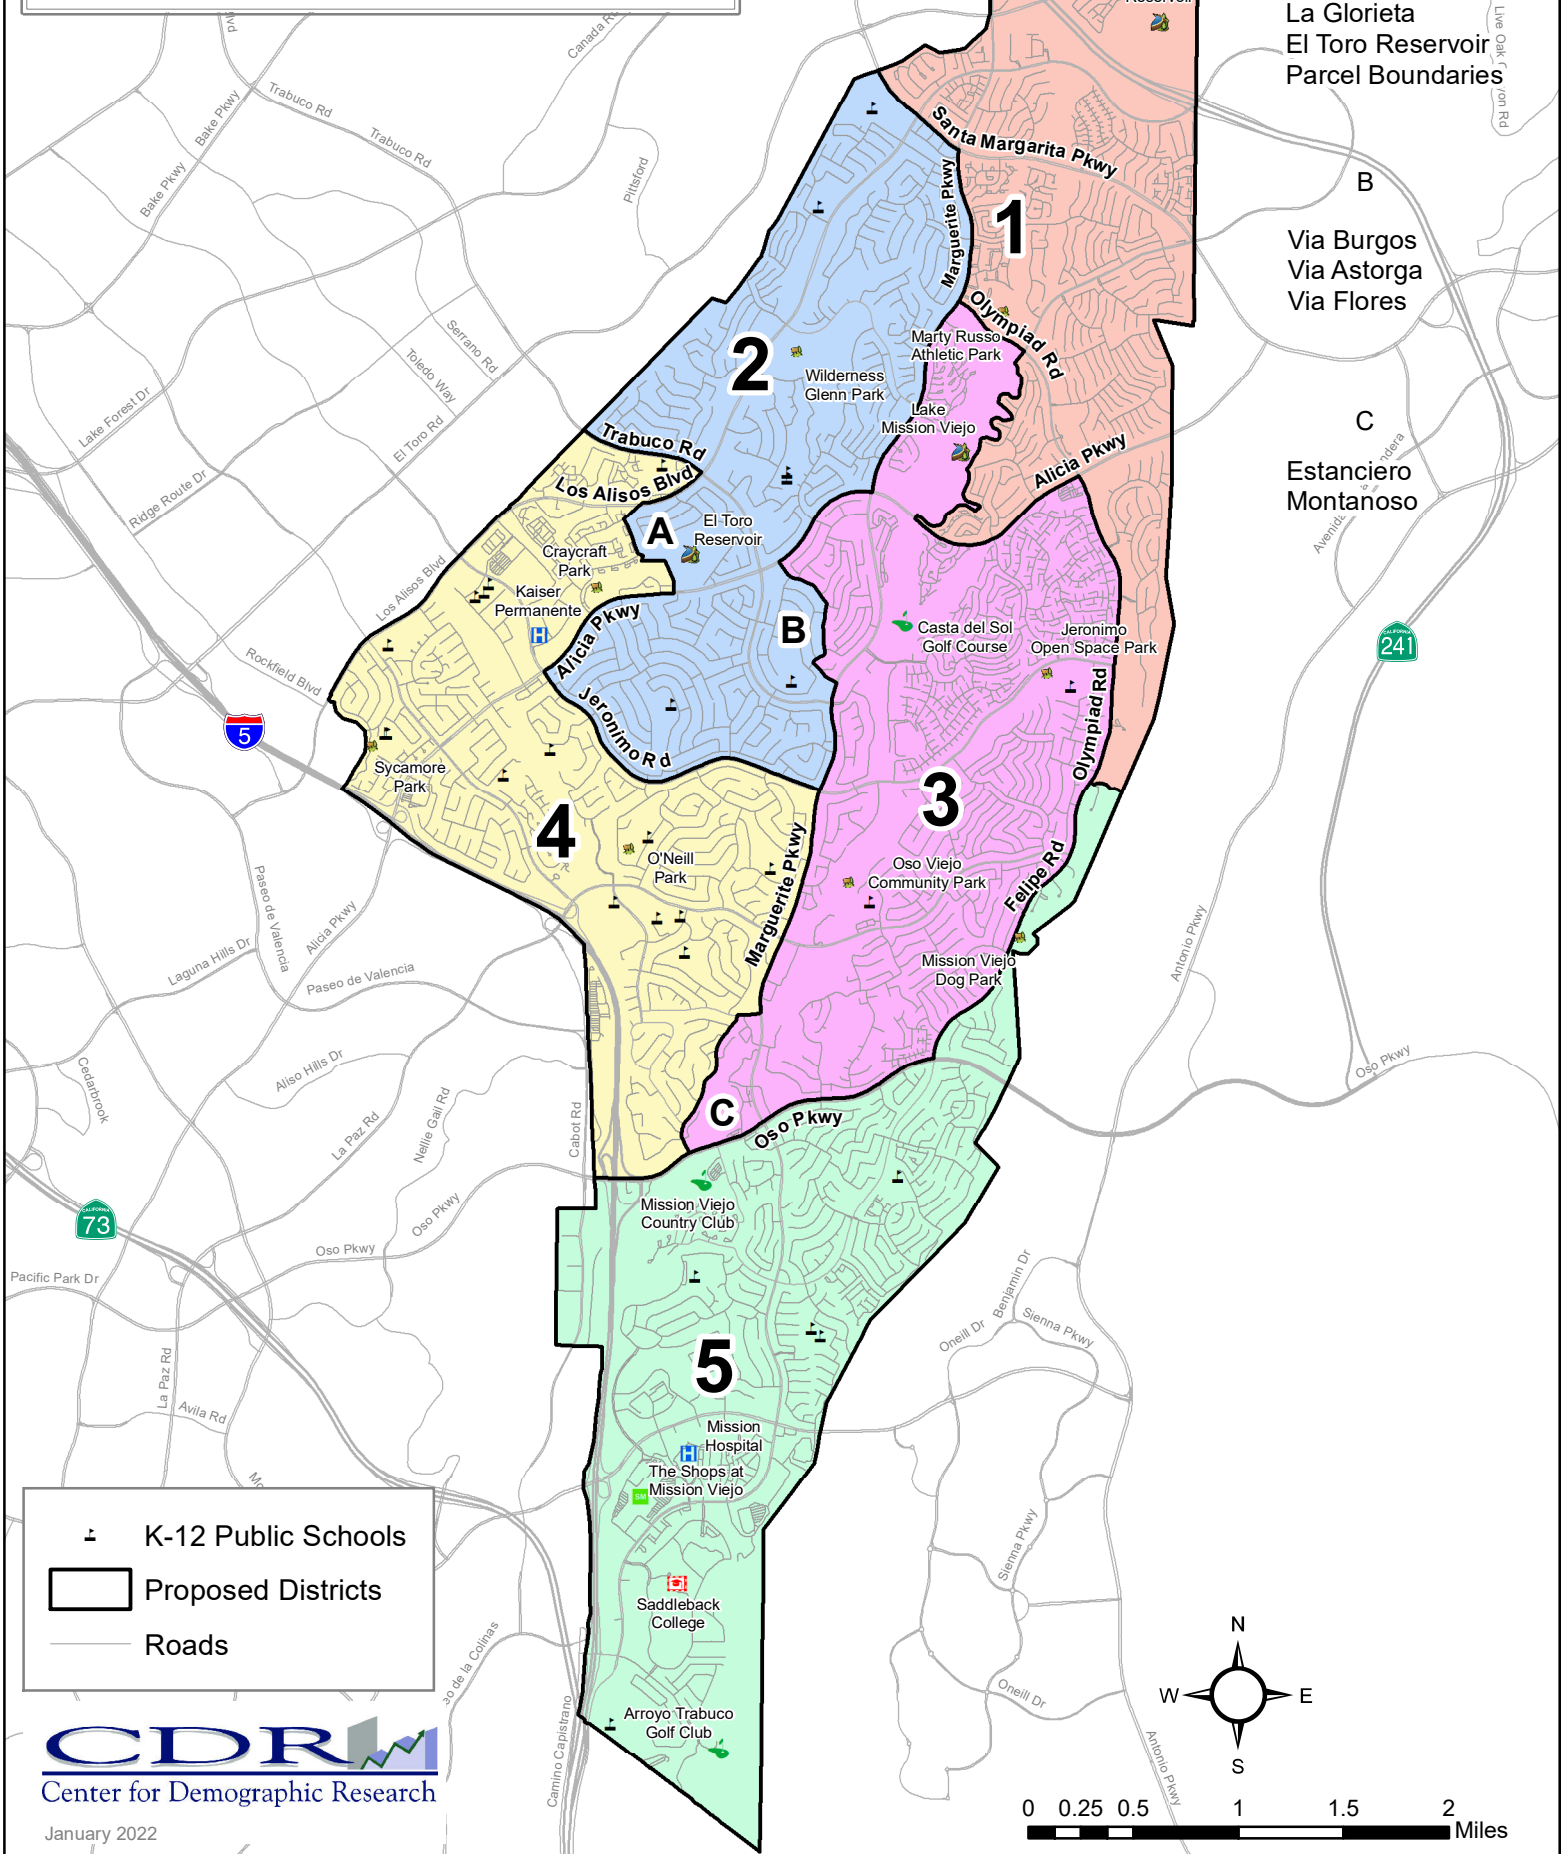 Reservoir
La Glorieta
El Toro Reservoir
Parcel Boundaries
Live Oak Canyon Rd
Blvd
Canada Rd
Trabuco Rd
Bake Pkwy
Trabuco Rd
Bake Pkwy
Pittsford
Santa Margarita Pkwy
Marguerite Pkwy
1
B
Via Burgos
Via Astorga
Via Flores
Olympiad Rd
Marty Russo
Athletic Park
Serrano Rd
Toledo Way
2
Wilderness
Glenn Park
Lake Forest Dr
El Toro Rd
Lake
Mission Viejo
C
Estanciero
Montanoso
Trabuco Rd
Los Alisos Blvd
Alicia Pkwy
Ridge Route Dr
A
El Toro
Reservoir
Craycraft
Park
Kaiser
Permanente
H
Los Alisos Blvd
Alicia Pkwy
B
Casta del Sol
Golf Course
Jeronimo
Open Space Park
CALIFORNIA
241
Rockfield Blvd
Jeronimo Rd
Olympiad Rd
5
Sycamore
Park
4
3
O'Neill
Park
Marguerite Pkwy
Oso Viejo
Community Park
Felipe Rd
Paseo de Valencia
Alicia Pkwy
Laguna Hills Dr
Paseo de Valencia
Mission Viejo
Dog Park
Antonio Pkwy
Oso Pkwy
Cedarbrook
Aliso Hills Dr
La Paz Rd
Nellie Gail Rd
Cabot Rd
C
Oso Pkwy
CALIFORNIA
73
Oso Pkwy
Oso Pkwy
Pacific Park Dr
Mission Viejo
Country Club
Benjamin Dr
Oneill Dr
Sienna Pkwy
La Paz Rd
Avila Rd
5
Mission
Hospital
H
The Shops at
Mission Viejo
SM
K-12 Public Schools
Proposed Districts
Roads
Sienna Pkwy
Saddleback
College
Oneill Dr
Arroyo Trabuco
Golf Club
Camino Capistrano
Antonio Pkwy
N
W E
S
CDR
Center for Demographic Research
January 2022
0 0.25 0.5 1 1.5 2
Miles